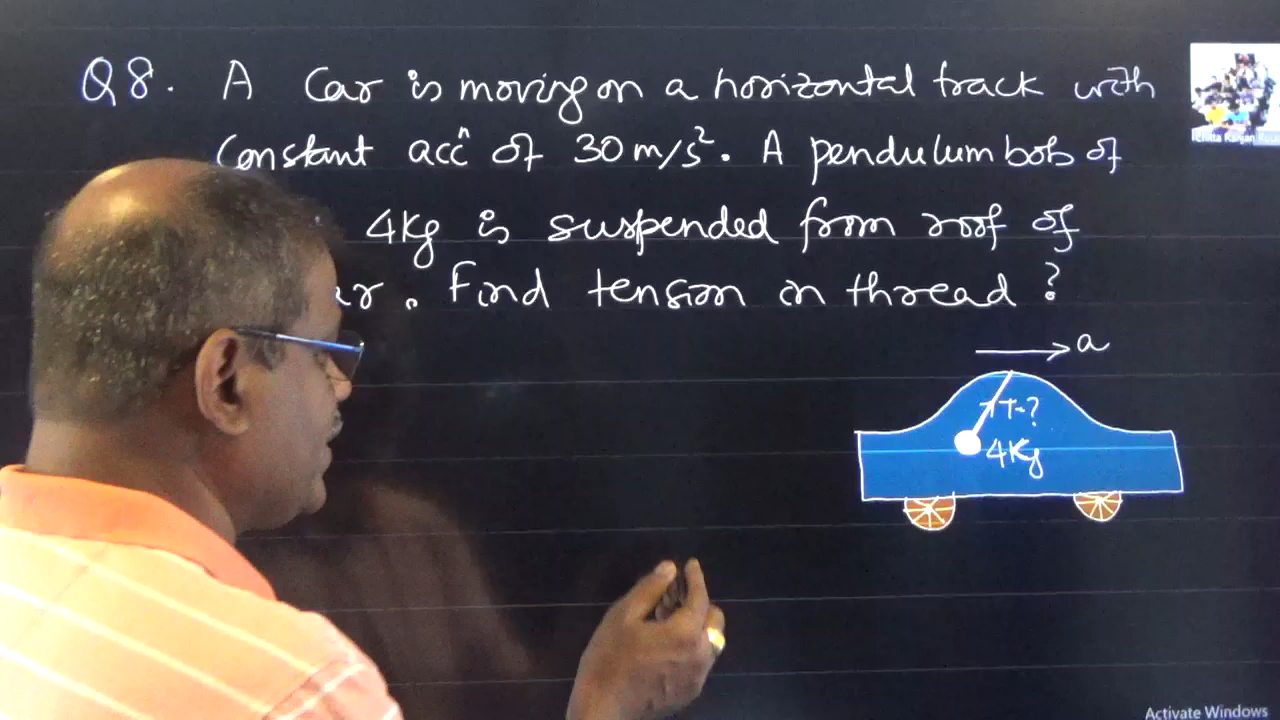 Q8. A Car is moving on a horizontal track with
Constant accⁿ of 30 m/s². A pendulum bob of
4Kg is suspended from roof of
ar. Find tension in thread ?
a
T=?
4Kg
Activate Windows